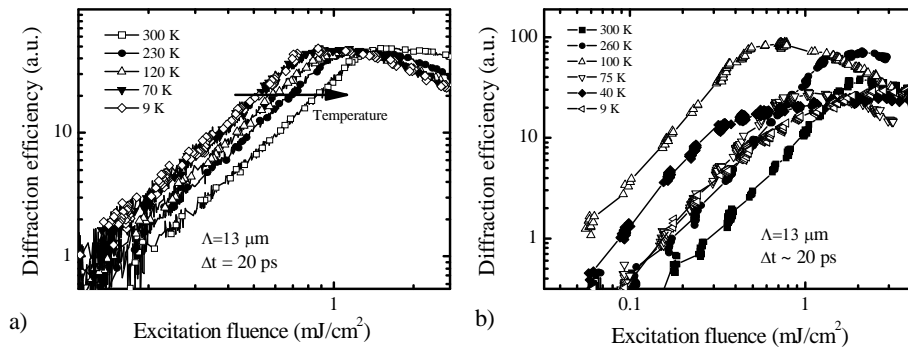 Diffraction efficiency (a.u.)
10
1
300 K
230 K
120 K
70 K
9 K
Temperature
Λ=13 μm
Δt = 20 ps
1
a)
Excitation fluence (mJ/cm²)
Diffraction efficiency (a.u.)
100
10
1
300 K
260 K
100 K
75 K
40 K
9 K
Λ=13 μm
Δt ~ 20 ps
0.1
1
b)
Excitation fluence (mJ/cm²)